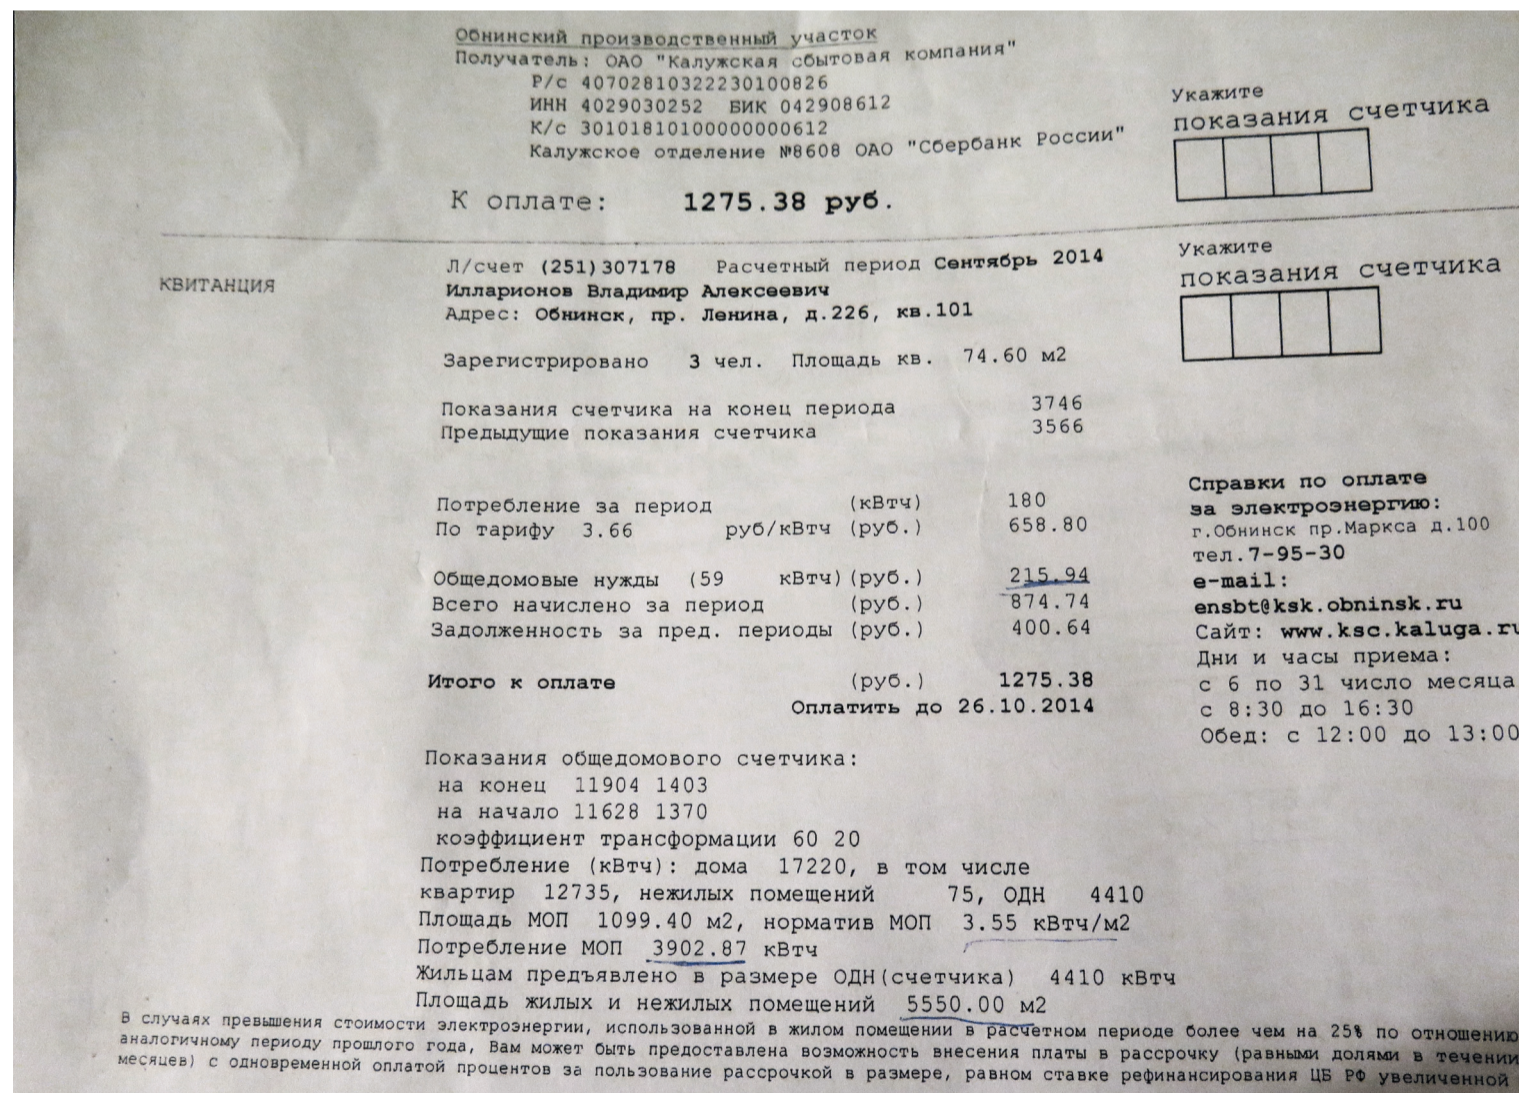 Обнинский производственный участок
Получатель: ОАО "Калужская сбытовая компания"
Р/с 40702810322230100826
ИНН 4029030252 БИК 042908612
К/с 30101810100000000612
Калужское отделение №8608 ОАО "Сбербанк России"
Укажите
показания счетчика
К оплате: 1275.38 руб.
КВИТАНЦИЯ
Л/счет (251)307178 Расчетный период Сентябрь 2014
Илларионов Владимир Алексеевич
Адрес: Обнинск, пр. Ленина, д.226, кв.101
Укажите
показания счетчика
Зарегистрировано 3 чел. Площадь кв. 74.60 м2
Показания счетчика на конец периода 3746
Предыдущие показания счетчика 3566
Потребление за период (кВтч) 180
По тарифу 3.66 руб/кВтч (руб.) 658.80
Общедомовые нужды (59 кВтч)(руб.) 215.94
Всего начислено за период (руб.) 874.74
Задолженность за пред. периоды (руб.) 400.64
Итого к оплате (руб.) 1275.38
Оплатить до 26.10.2014
Справки по оплате
за электроэнергию:
г.Обнинск пр.Маркса д.100
тел.7-95-30
e-mail:
ensbt@ksk.obninsk.ru
Сайт: www.ksc.kaluga.ru
Дни и часы приема:
с 6 по 31 число месяца
с 8:30 до 16:30
Обед: с 12:00 до 13:00
Показания общедомового счетчика:
на конец 11904 1403
на начало 11628 1370
коэффициент трансформации 60 20
Потребление (кВтч): дома 17220, в том числе
квартир 12735, нежилых помещений 75, ОДН 4410
Площадь МОП 1099.40 м2, норматив МОП 3.55 кВтч/м2
Потребление МОП 3902.87 кВтч
Жильцам предъявлено в размере ОДН(счетчика) 4410 кВтч
Площадь жилых и нежилых помещений 5550.00 м2
В случаях превышения стоимости электроэнергии, использованной в жилом помещении в расчетном периоде более чем на 25% по отношению
аналогичному периоду прошлого года, Вам может быть предоставлена возможность внесения платы в рассрочку (равными долями в течении
месяцев) с одновременной оплатой процентов за пользование рассрочкой в размере, равном ставке рефинансирования ЦБ РФ увеличенной